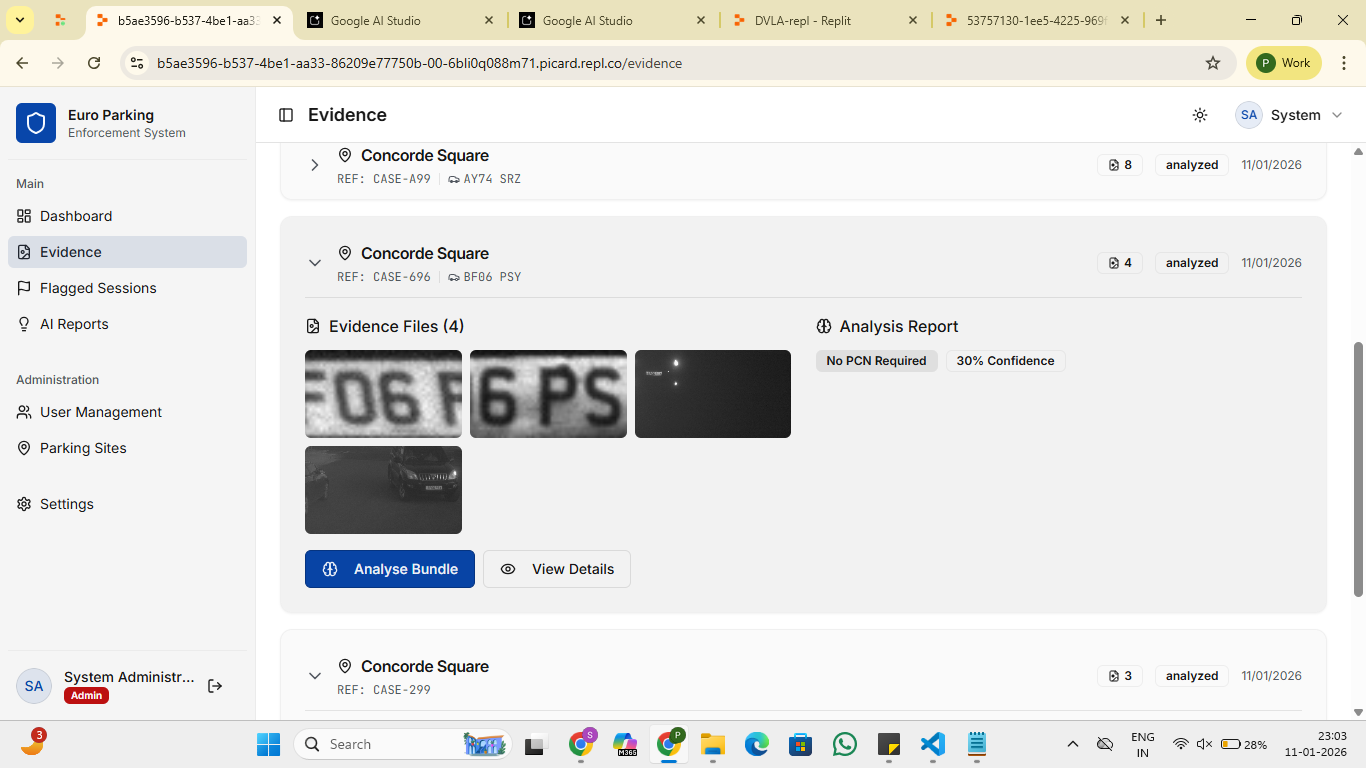 b5ae3596-b537-4be1-aa33
Google AI Studio
Google AI Studio
DVLA-repl - Replit
53757130-1ee5-4225-969f
b5ae3596-b537-4be1-aa33-86209e77750b-00-6bli0q088m71.picard.repl.co/evidence
P Work
Euro Parking
Enforcement System
Evidence
SA System
Main
Dashboard
Evidence
Flagged Sessions
AI Reports
Administration
User Management
Parking Sites
Settings
SA
System Administr...
Admin
Concorde Square
REF: CASE-A99 AY74 SRZ
8 analyzed 11/01/2026
Concorde Square
REF: CASE-696 BF06 PSY
4 analyzed 11/01/2026
Evidence Files (4)
F06 P
6 PS
Analyse Bundle
View Details
Analysis Report
No PCN Required 30% Confidence
Concorde Square
REF: CASE-299
3 analyzed 11/01/2026
3
Search
S
M365
P
ENG
IN
28%
23:03
11-01-2026